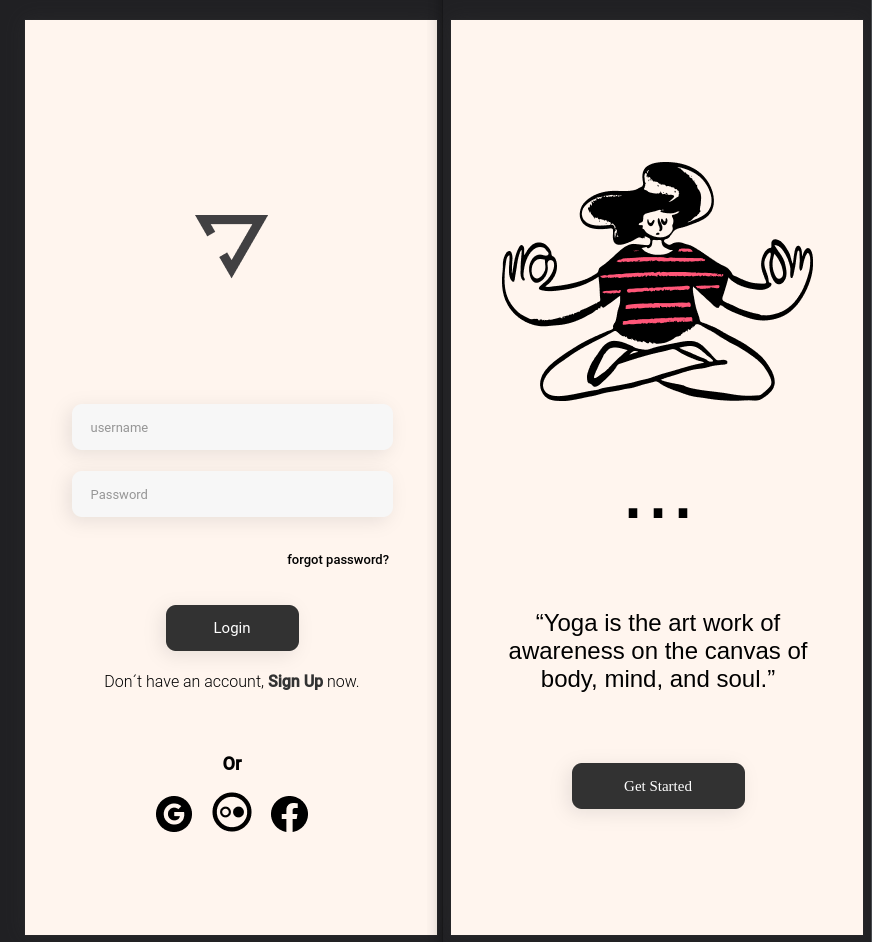 username
Password
forgot password?
Login
Don´t have an account, Sign Up now.
Or
...
“Yoga is the art work of
awareness on the canvas of
body, mind, and soul.”
Get Started